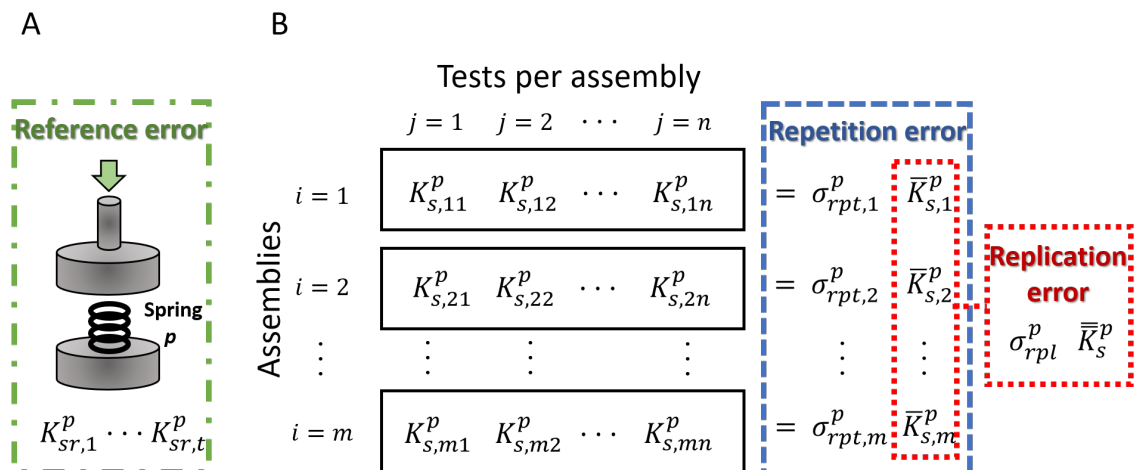 A
B
Reference error
Spring
p
K^p_{sr,1} ··· K^p_{sr,t}
Tests per assembly
j = 1 j = 2 ··· j = n
Repetition error
Assemblies
i = 1 K^p_{s,11} K^p_{s,12} ··· K^p_{s,1n} = σ^p_{rpt,1} K̅^p_{s,1}
i = 2 K^p_{s,21} K^p_{s,22} ··· K^p_{s,2n} = σ^p_{rpt,2} K̅^p_{s,2}
⋮ ⋮ ⋮ ⋮ ⋮ ⋮
i = m K^p_{s,m1} K^p_{s,m2} ··· K^p_{s,mn} = σ^p_{rpt,m} K̅^p_{s,m}
Replication
error
σ^p_{rpl} K̿^p_s